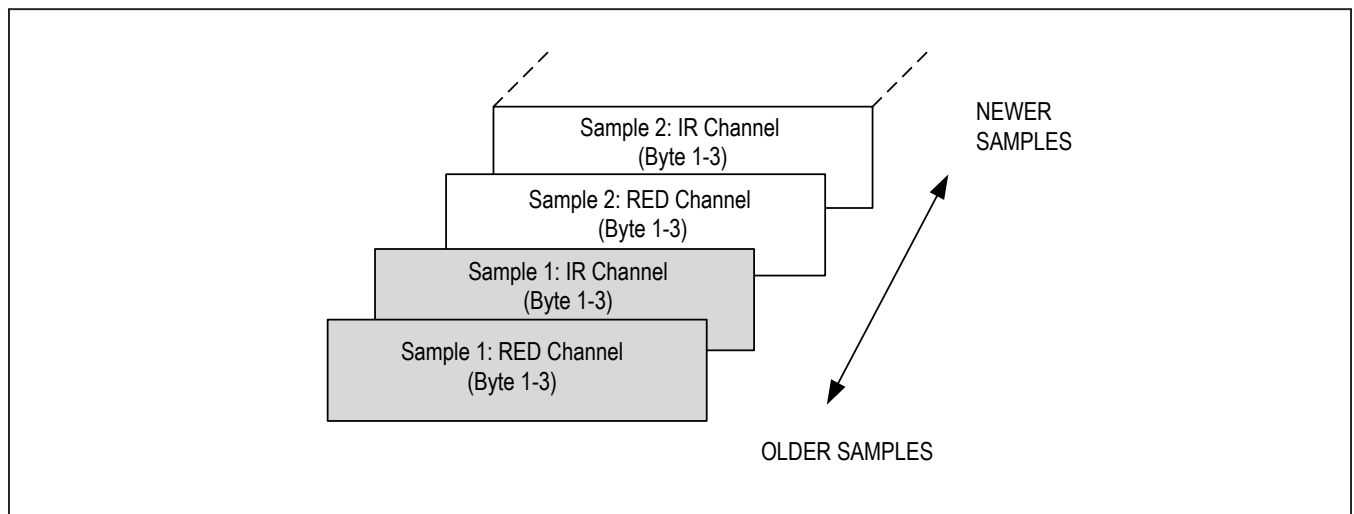 Sample 2: IR Channel
(Byte 1-3)
Sample 2: RED Channel
(Byte 1-3)
Sample 1: IR Channel
(Byte 1-3)
Sample 1: RED Channel
(Byte 1-3)
NEWER
SAMPLES
OLDER SAMPLES